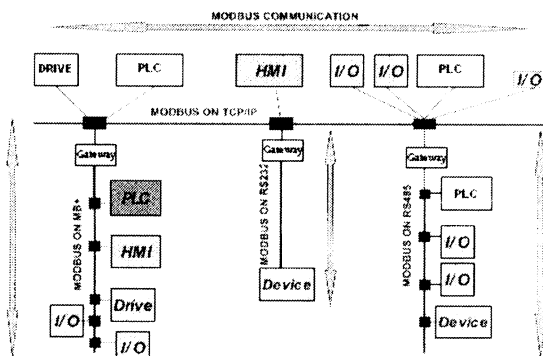 MODBUS COMMUNICATION
DRIVE
PLC
HMI
I/O
I/O
PLC
I/O
MODBUS ON TCP/IP
Gateway
Gateway
Gateway
MODBUS ON MB+
PLC
HMI
Drive
I/O
I/O
MODBUS ON RS232
Device
MODBUS ON RS485
PLC
I/O
I/O
Device